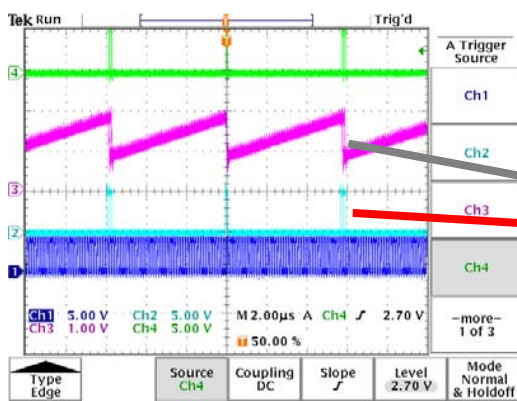 Tek Run Trig'd
T
T
A Trigger
Source
4
Ch1
Ch2
3
Ch3
2
Ch4
1
Ch1 5.00 V Ch2 5.00 V M 2.00µs A Ch4 ƒ 2.70 V
Ch3 1.00 V Ch4 5.00 V
T 50.00 %
-more-
1 of 3
Type
Edge
Source
Ch4
Coupling
DC
Slope
ƒ
Level
2.70 V
Mode
Normal
& Holdoff